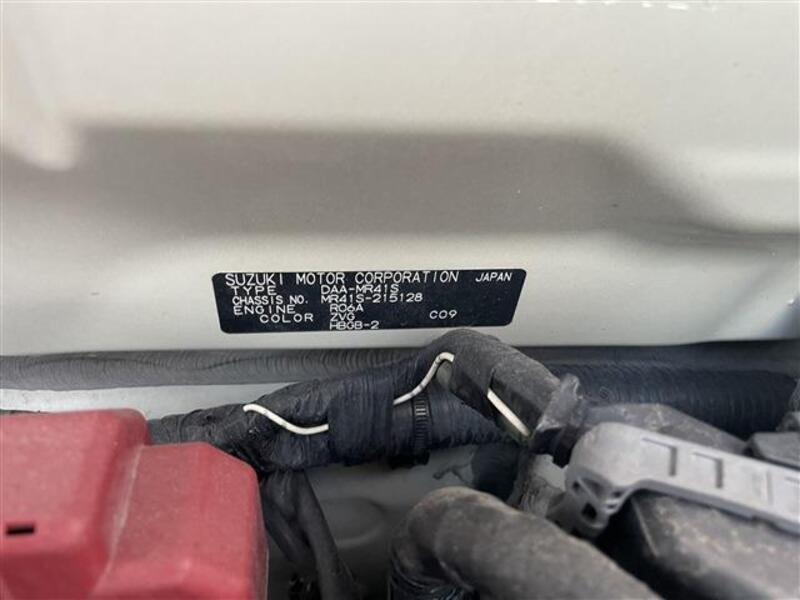 SUZUKI MOTOR CORPORATION JAPAN
TYPE DAA-MR41S
CHASSIS NO. MR41S-215128
ENGINE R06A
COLOR ZVG C09
HBGB-2